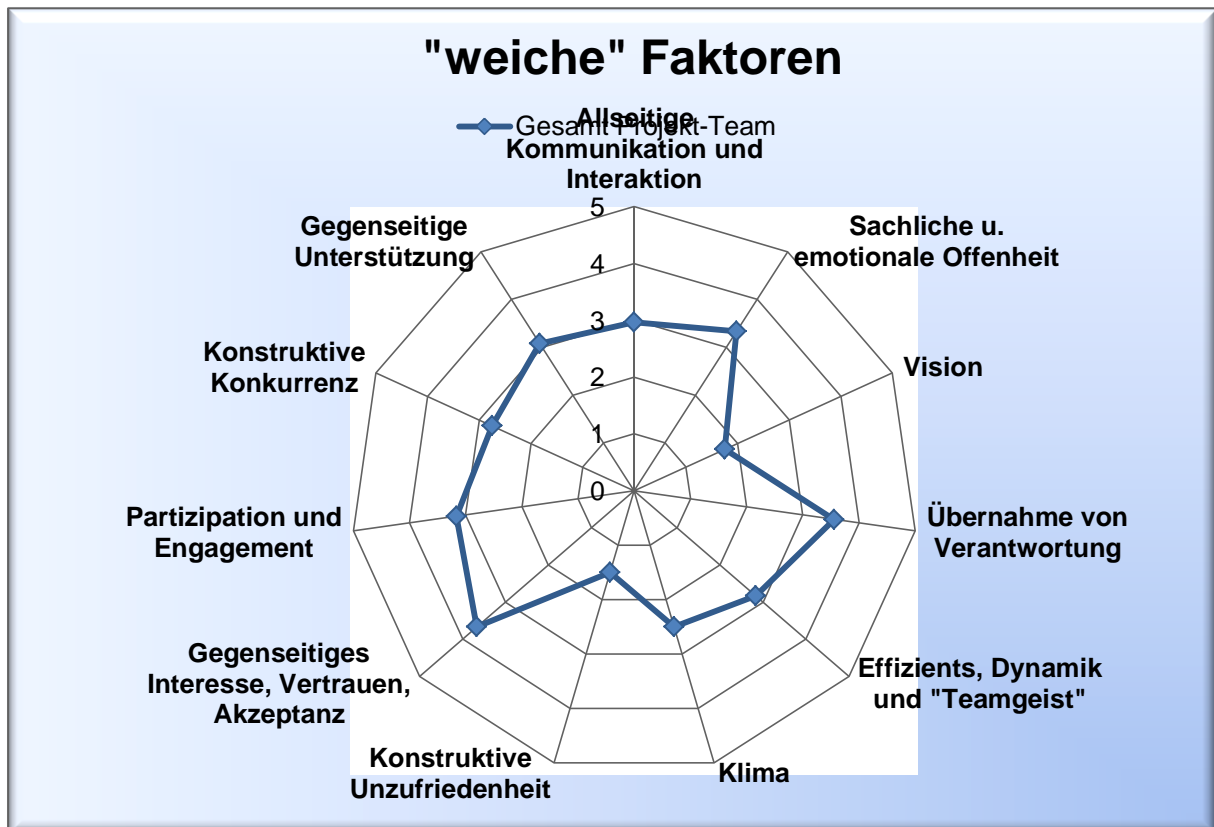 "weiche" Faktoren
Gesamt Projekt-Team
Allseitige
Kommunikation und
Interaktion
Sachliche u.
emotionale Offenheit
Vision
Übernahme von
Verantwortung
Effizients, Dynamik
und "Teamgeist"
Klima
Konstruktive
Unzufriedenheit
Gegenseitiges
Interesse, Vertrauen,
Akzeptanz
Partizipation und
Engagement
Konstruktive
Konkurrenz
Gegenseitige
Unterstützung
5
4
3
2
1
0